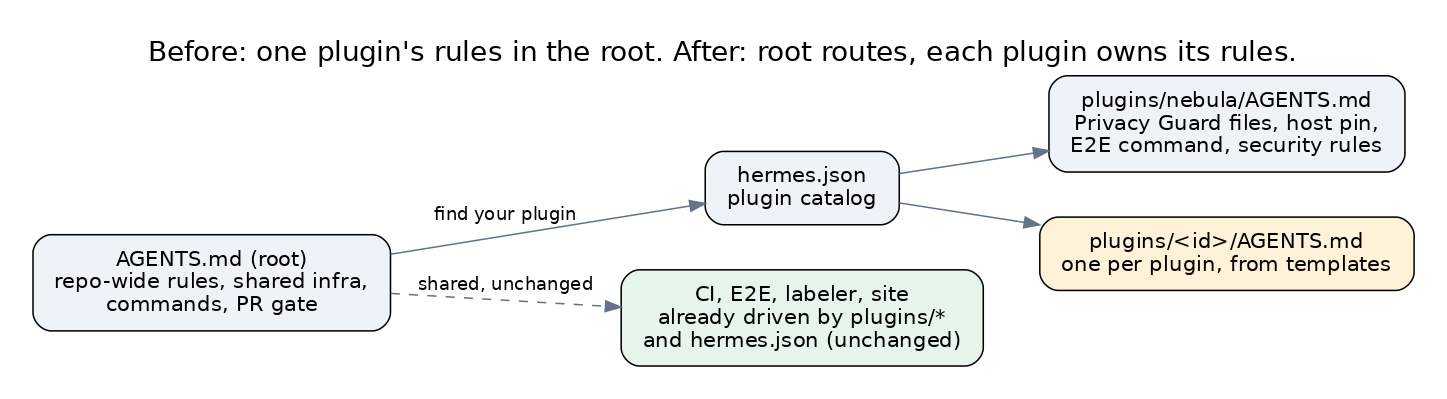 Before: one plugin's rules in the root. After: root routes, each plugin owns its rules.
plugins/nebula/AGENTS.md
Privacy Guard files, host pin,
E2E command, security rules
hermes.json
plugin catalog
find your plugin
plugins/<id>/AGENTS.md
one per plugin, from templates
AGENTS.md (root)
repo-wide rules, shared infra,
commands, PR gate
shared, unchanged
CI, E2E, labeler, site
already driven by plugins/*
and hermes.json (unchanged)